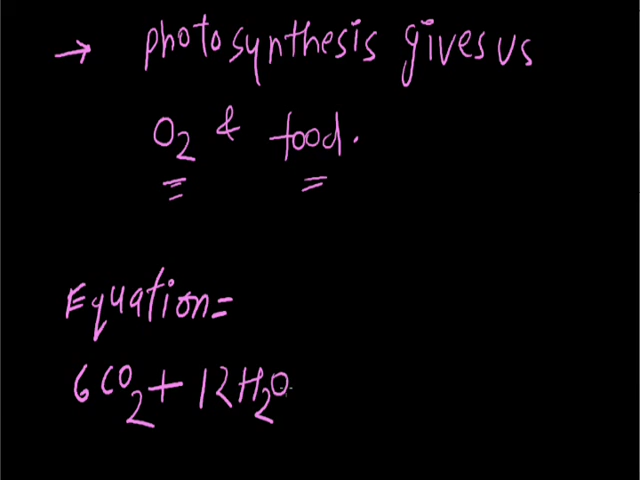 → photosynthesis gives us
O₂ & food.
Equation=
6CO₂+12H₂O